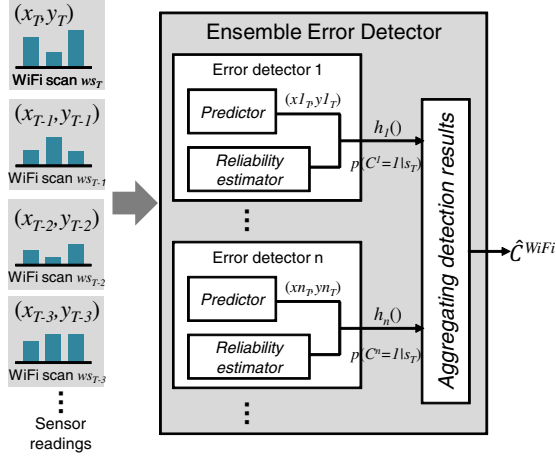 (x_T, y_T)
WiFi scan ws_T
(x_{T-1}, y_{T-1})
WiFi scan ws_{T-1}
(x_{T-2}, y_{T-2})
WiFi scan ws_{T-2}
(x_{T-3}, y_{T-3})
WiFi scan ws_{T-3}
Sensor
readings
Ensemble Error Detector
Error detector 1
Predictor
(x1_T, y1_T)
Reliability
estimator
h_1()
p(C^1=1|s_T)
Error detector n
Predictor
(xn_T, yn_T)
Reliability
estimator
h_n()
p(C^n=1|s_T)
Aggregating detection results
Ĉ^{WiFi}